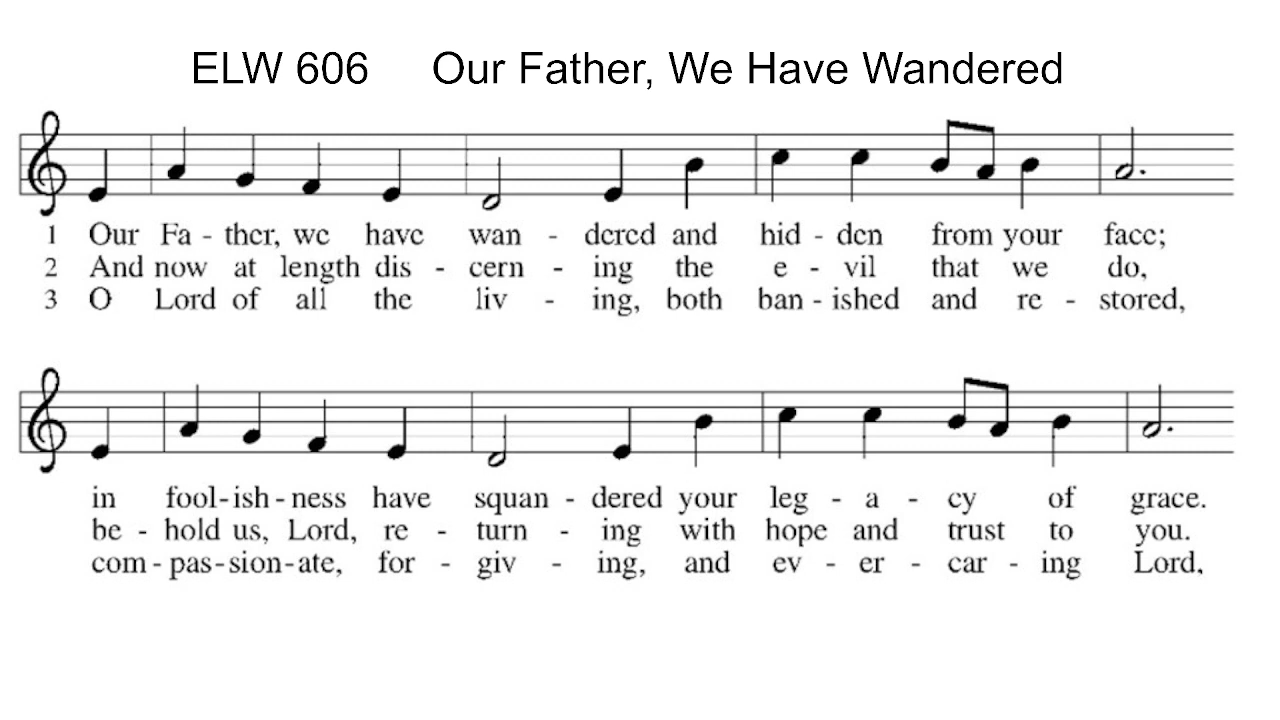 ELW 606 Our Father, We Have Wandered
1 Our Fa - ther, we have wan - dered and hid - den from your face;
2 And now at length dis - cern - ing the e - vil that we do,
3 O Lord of all the liv - ing, both ban - ished and re - stored,
in fool - ish - ness have squan - dered your leg - a - cy of grace.
be - hold us, Lord, re - turn - ing with hope and trust to you.
com - pas - sion - ate, for - giv - ing, and ev - er - car - ing Lord,